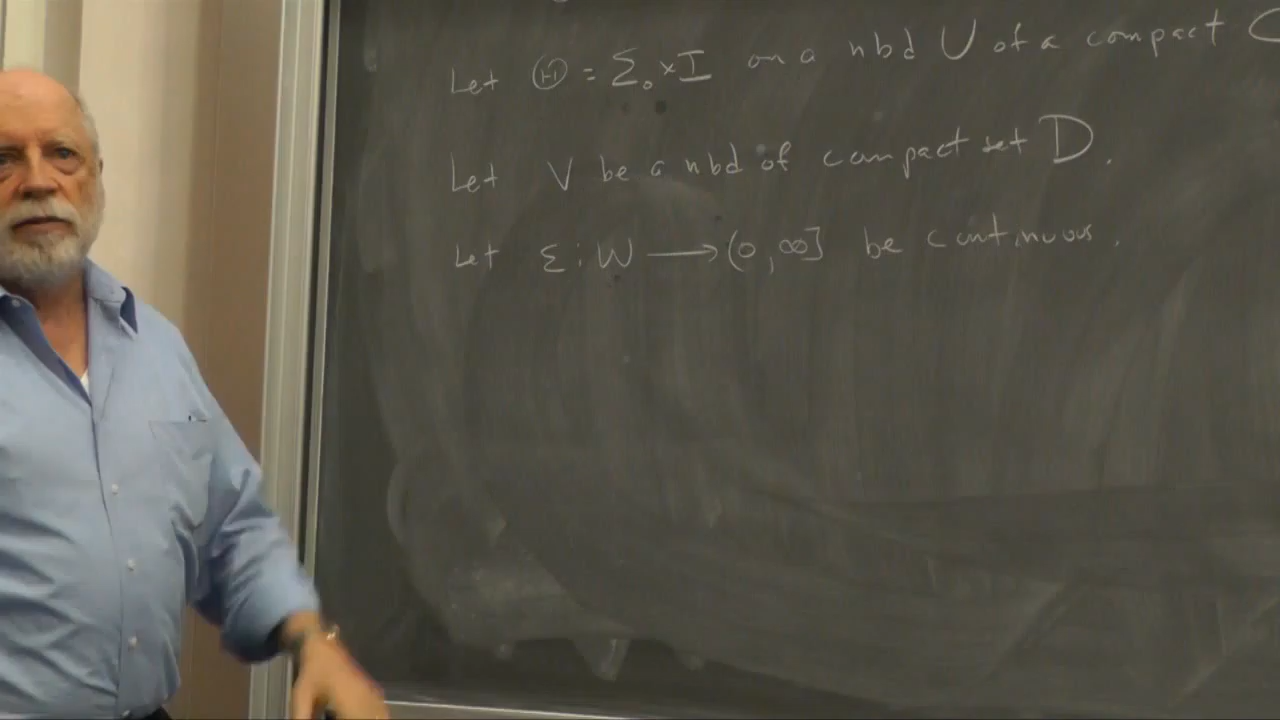 Let Ⓗ = Σ₀ × I on a nbd U of a compact C
Let V be a nbd of compact set D.
Let Ɛ : W ⟶ (0, ∞] be continuous.